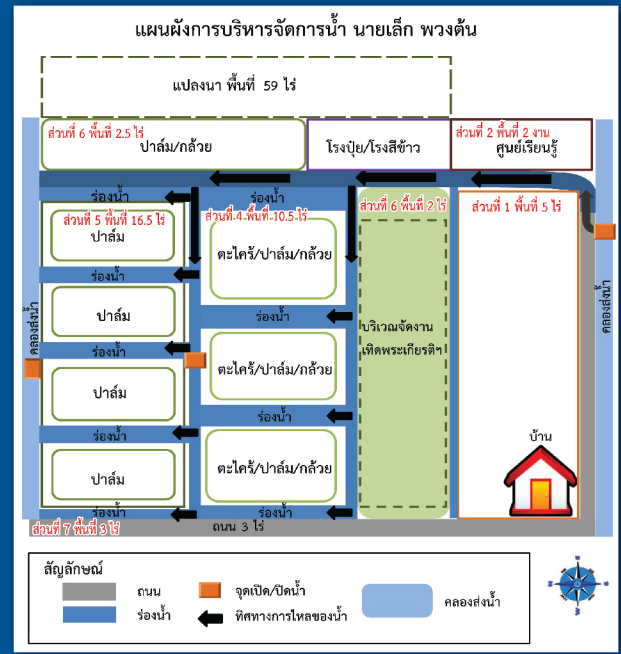 แผนผังการบริหารจัดการน้ำ นายเล็ก พวงต้น
แปลงนา พื้นที่ 59 ไร่
ส่วนที่ 6 พื้นที่ 2.5 ไร่
ปาล์ม/กล้วย
โรงปุ๋ย/โรงสีข้าว
ส่วนที่ 2 พื้นที่ 2 งาน
ศูนย์เรียนรู้
ร่องน้ำ
ร่องน้ำ
ส่วนที่ 5 พื้นที่ 16.5 ไร่
ปาล์ม
ส่วนที่ 4 พื้นที่ 10.5 ไร่
ตะไคร้/ปาล์ม/กล้วย
ส่วนที่ 6 พื้นที่ 2 ไร่
ส่วนที่ 1 พื้นที่ 5 ไร่
ร่องน้ำ
ปาล์ม
ร่องน้ำ
บริเวณจัดงาน
เทิดพระเกียรติฯ
คลองส่งน้ำ
คลองส่งน้ำ
ร่องน้ำ
ตะไคร้/ปาล์ม/กล้วย
ปาล์ม
ร่องน้ำ
ร่องน้ำ
บ้าน
ตะไคร้/ปาล์ม/กล้วย
ปาล์ม
ร่องน้ำ
ร่องน้ำ
ส่วนที่ 7 พื้นที่ 3 ไร่
ถนน 3 ไร่
สัญลักษณ์
ถนน
จุดเปิด/ปิดน้ำ
คลองส่งน้ำ
ร่องน้ำ
ทิศทางการไหลของน้ำ